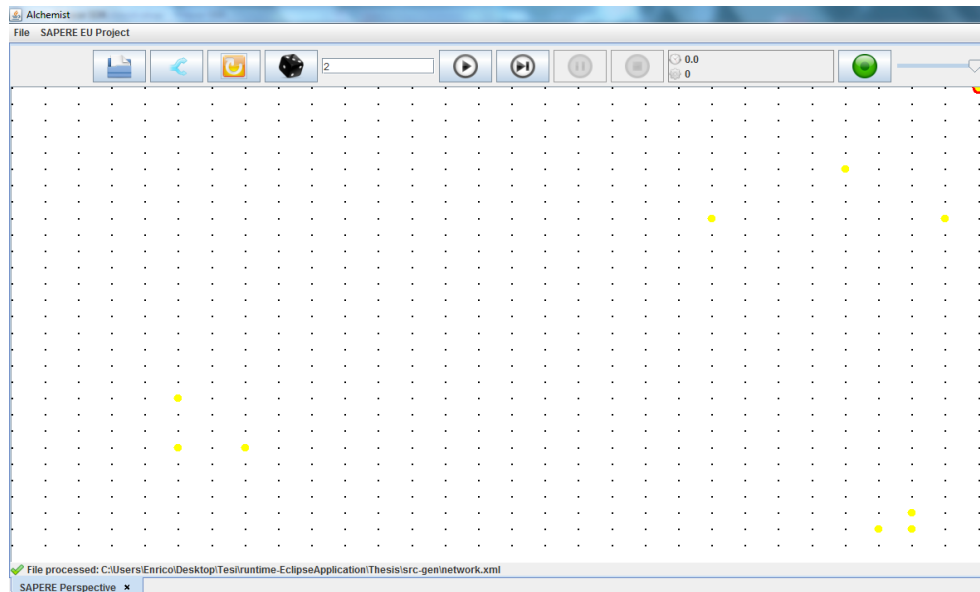 Alchemist
File SAPERE EU Project
2
0.0
0
File processed: C:\Users\Enrico\Desktop\Tesi\runtime-EclipseApplication\Thesis\src-gen\network.xml
SAPERE Perspective ×